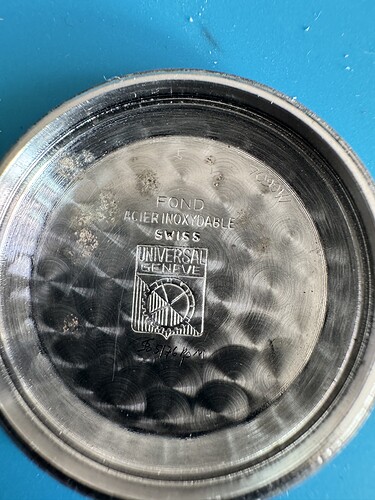 FOND
ACIER INOXYDABLE
SWISS
UNIVERSAL
GENEVE